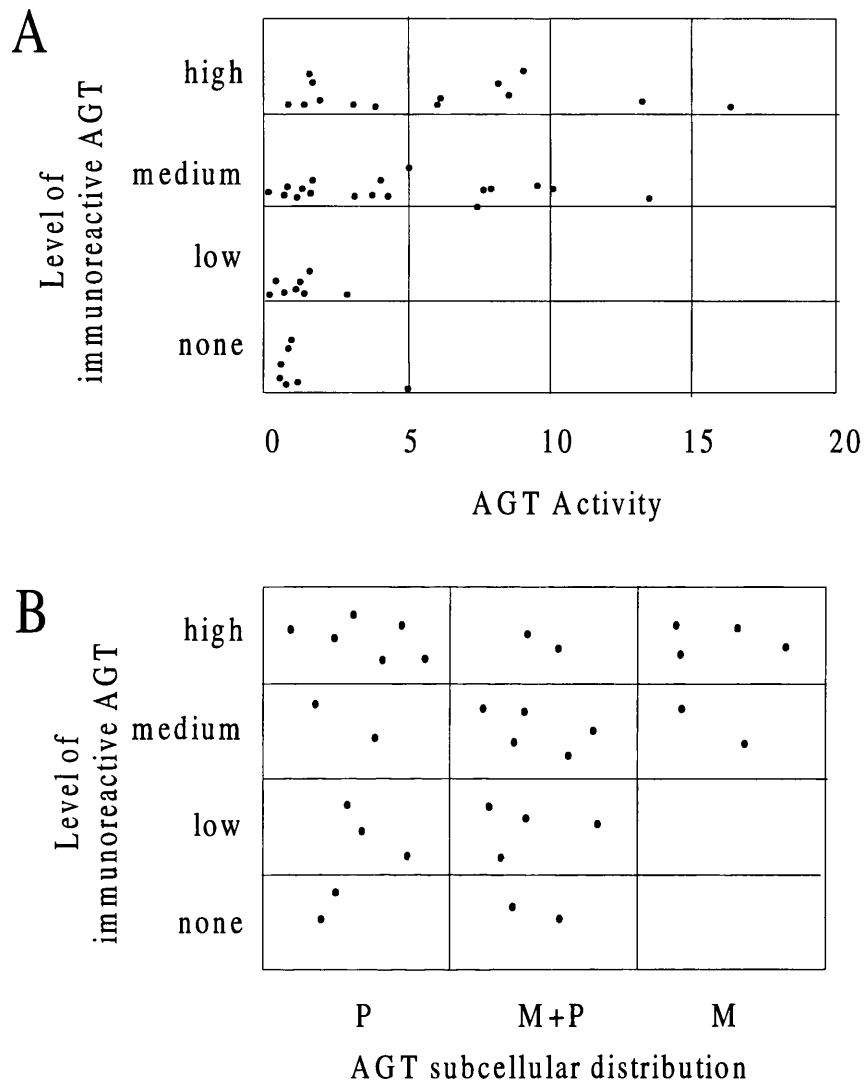 A
Level of
immunoreactive AGT
high
medium
low
none
0 5 10 15 20
AGT Activity
B
Level of
immunoreactive AGT
high
medium
low
none
P M+P M
AGT subcellular distribution